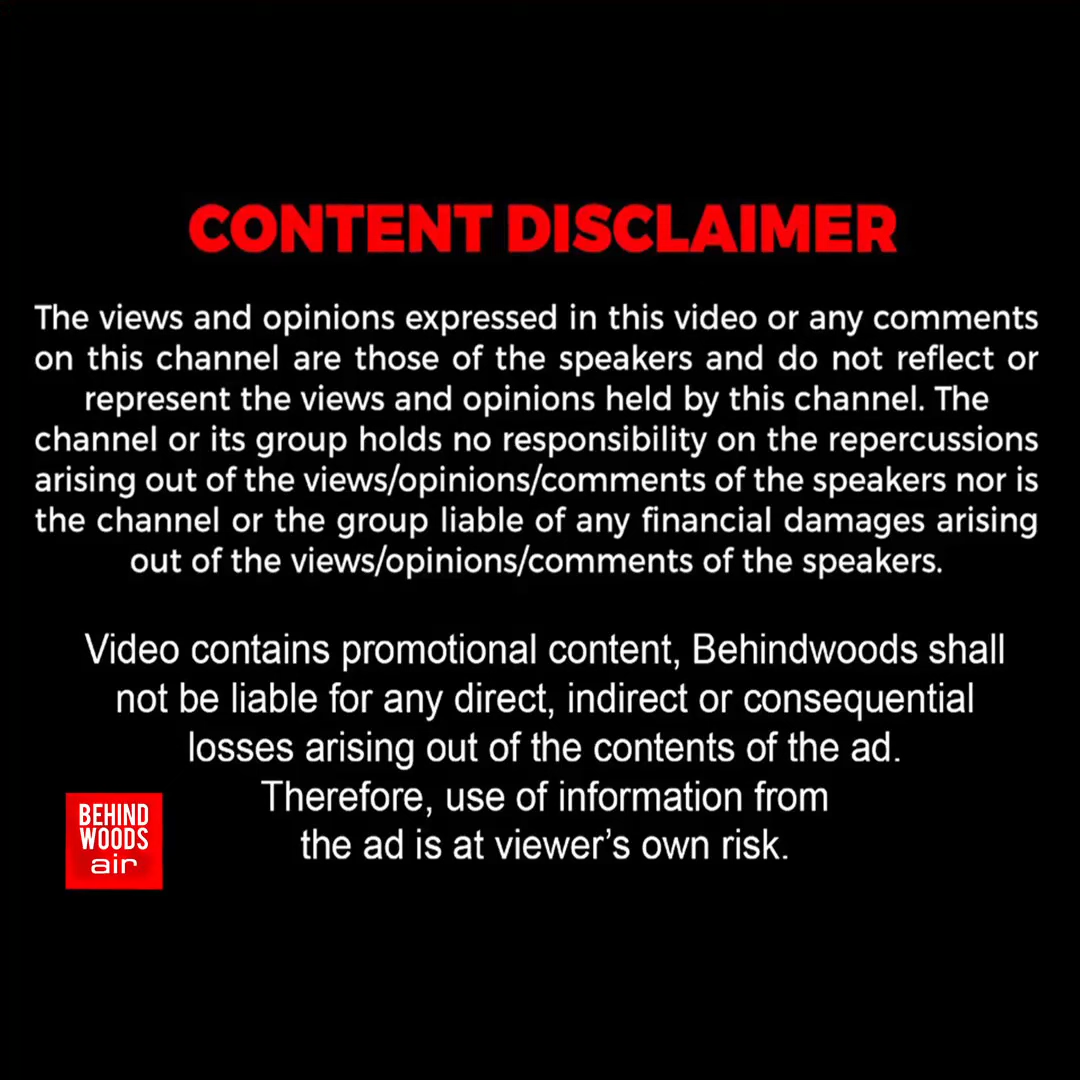 CONTENT DISCLAIMER
The views and opinions expressed in this video or any comments
on this channel are those of the speakers and do not reflect or
represent the views and opinions held by this channel. The
channel or its group holds no responsibility on the repercussions
arising out of the views/opinions/comments of the speakers nor is
the channel or the group liable of any financial damages arising
out of the views/opinions/comments of the speakers.
Video contains promotional content, Behindwoods shall
not be liable for any direct, indirect or consequential
losses arising out of the contents of the ad.
Therefore, use of information from
the ad is at viewer’s own risk.
BEHIND
WOODS
air